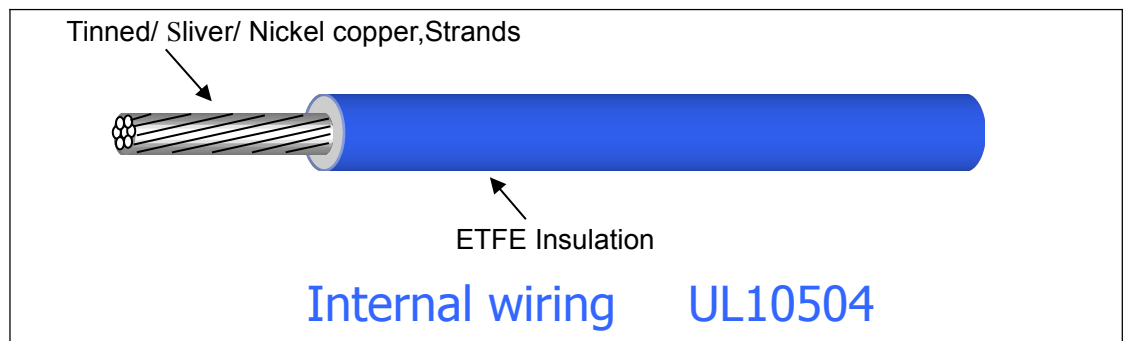 Tinned/ Sliver/ Nickel copper,Strands
ETFE Insulation
Internal wiring UL10504